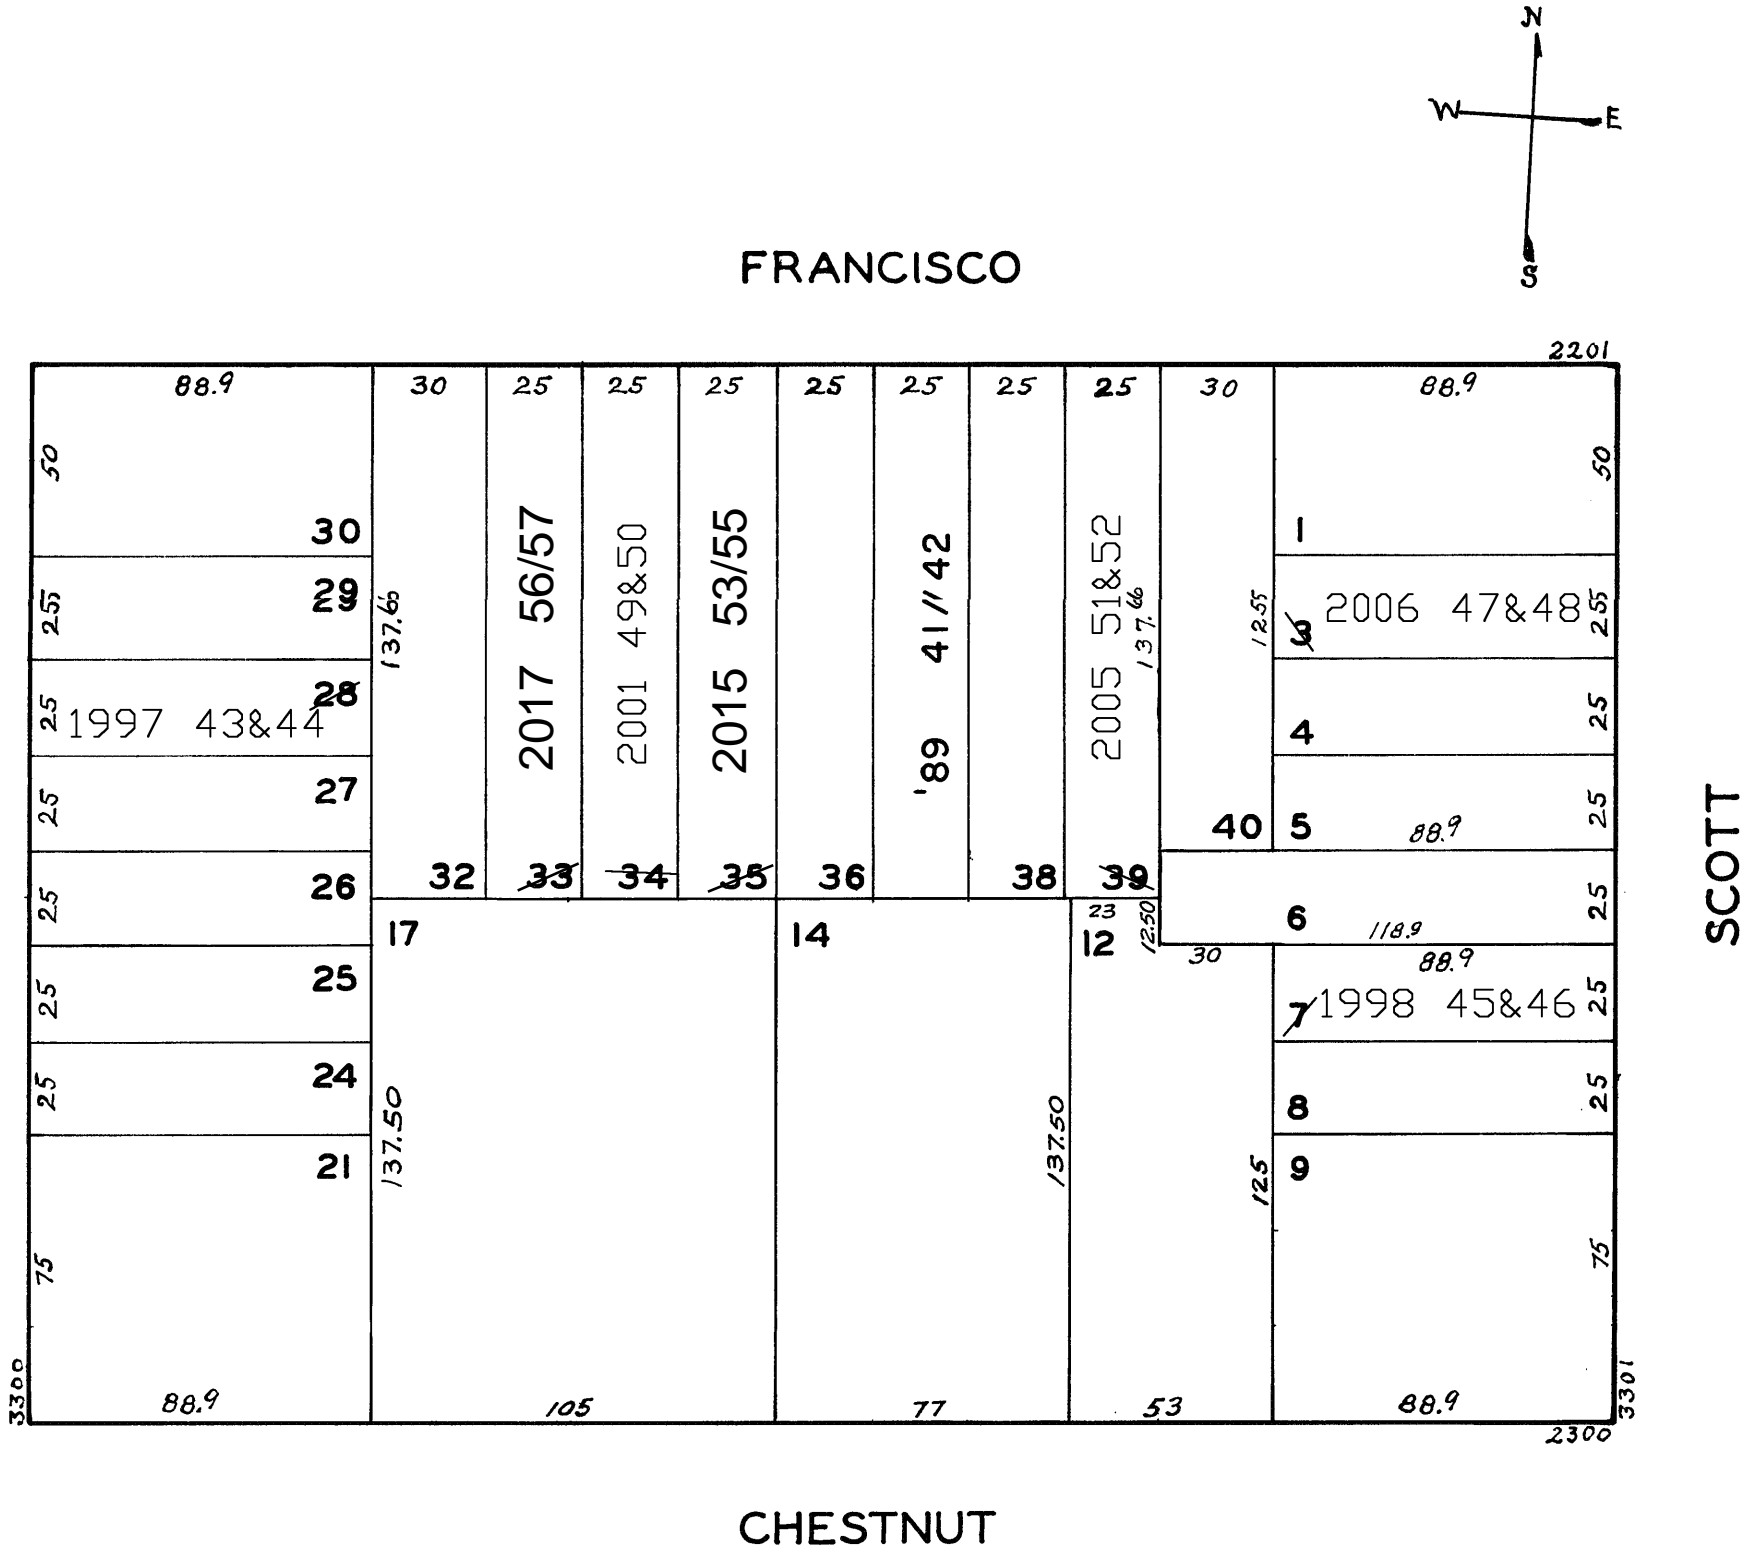 N
W E
S
FRANCISCO
2201
88.9 30 25 25 25 25 25 25 25 30 88.9
50 50
30 1
29
25⁵⁵ 137.66 2017 56/57 2001 49&50 2015 53/55 '89 41//42 2005 51&52 137.66 12.55 3 2006 47&48 2.55
28
25 1997 43&44 4 25
25 27 40 5 88.9 25
25 26 32 33 34 35 36 38 39 6 118.9 25
17 14 23 12 12.50 30 88.9
25 25 7 1998 45&46 25
25 24 8 25
21 137.50 137.50 125 9
75 75
3300 88.9 105 77 53 88.9 3301
2300
SCOTT
CHESTNUT